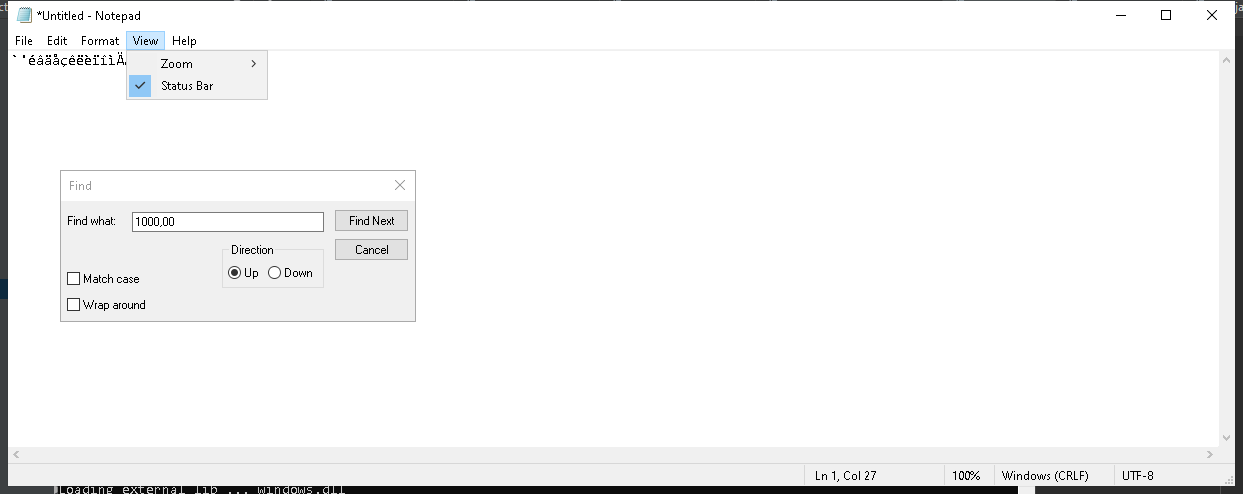 *Untitled - Notepad
File Edit Format View Help
`'éâäåçêëèïîìÄ
Zoom
Status Bar
Find
Find what: 1000,00 Find Next
Direction Cancel
Up Down
Match case
Wrap around
Ln 1, Col 27 100% Windows (CRLF) UTF-8
Loading external lib ... windows.dll